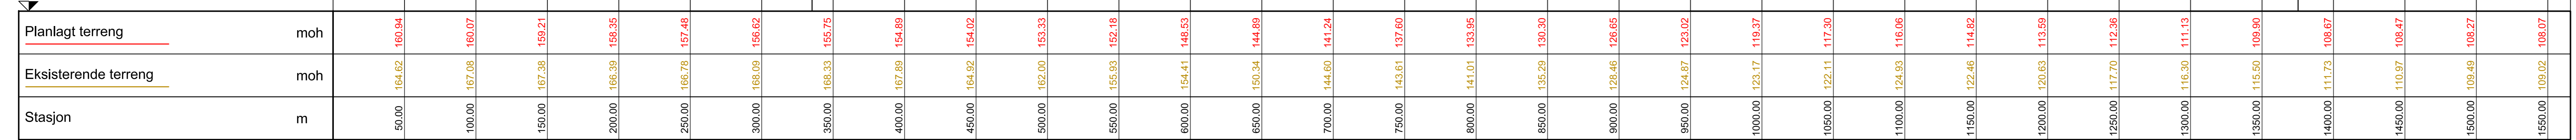 Planlagt terreng moh 160.94 160.07 159.21 158.35 157.48 156.62 155.75 154.89 154.02 153.33 152.18 148.53 144.89 141.24 137.60 133.95 130.30 126.65 123.02 119.37 117.30 116.06 114.82 113.59 112.36 111.13 109.90 108.67 108.47 108.27 108.07
Eksisterende terreng moh 164.62 167.08 167.38 166.39 166.78 168.09 168.33 167.89 164.92 162.00 155.93 154.41 150.34 144.60 143.61 141.01 135.29 128.46 124.87 123.17 122.11 124.93 122.46 120.63 117.70 116.30 115.50 111.73 110.97 109.49 109.02
Stasjon m 50.00 100.00 150.00 200.00 250.00 300.00 350.00 400.00 450.00 500.00 550.00 600.00 650.00 700.00 750.00 800.00 850.00 900.00 950.00 1000.00 1050.00 1100.00 1150.00 1200.00 1250.00 1300.00 1350.00 1400.00 1450.00 1500.00 1550.00